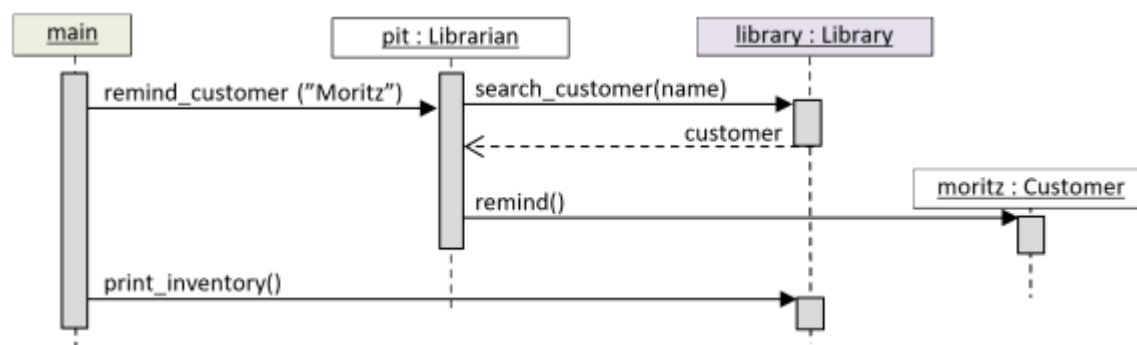 main
pit : Librarian
library : Library
remind_customer (”Moritz”)
search_customer(name)
customer
moritz : Customer
remind()
print_inventory()